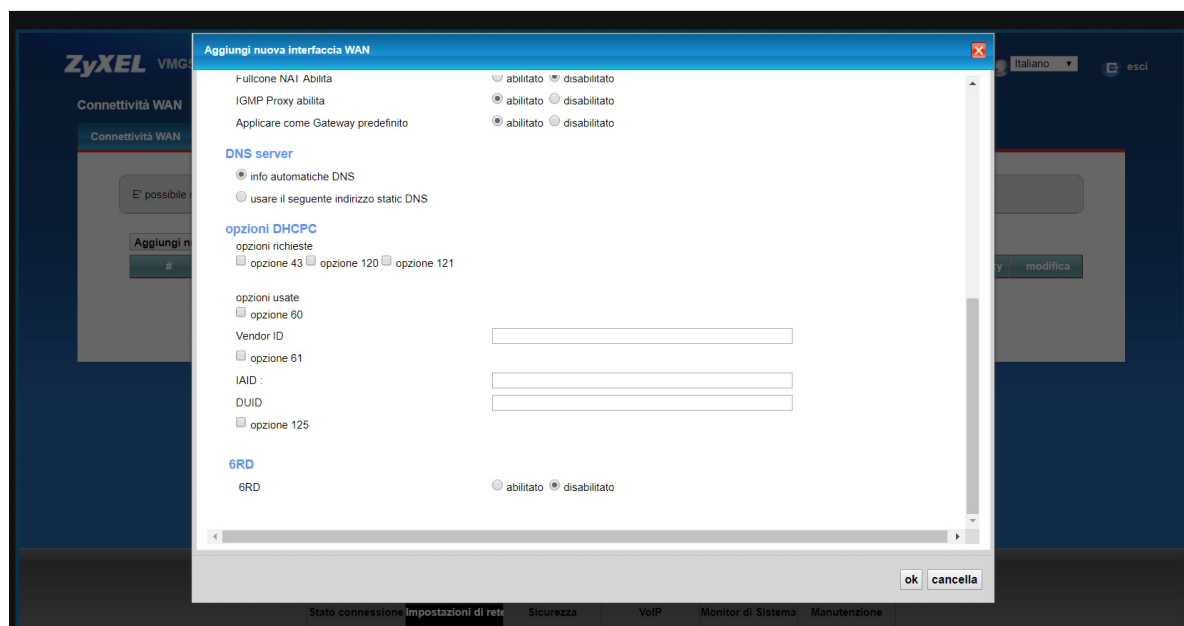 Aggiungi nuova interfaccia WAN
ZyXEL
Italiano
esci
Connettività WAN
Connettività WAN
E' possibile
Aggiungi
#
modifica
Fullcone NAT Abilita abilitato disabilitato
IGMP Proxy abilita abilitato disabilitato
Applicare come Gateway predefinito abilitato disabilitato
DNS server
info automatiche DNS
usare il seguente indirizzo static DNS
opzioni DHCPC
opzioni richieste
opzione 43 opzione 120 opzione 121
opzioni usate
opzione 60
Vendor ID
opzione 61
IAID :
DUID
opzione 125
6RD
6RD abilitato disabilitato
ok cancella
Stato connessione Impostazioni di rete Sicurezza VoIP Monitor di Sistema Manutenzione